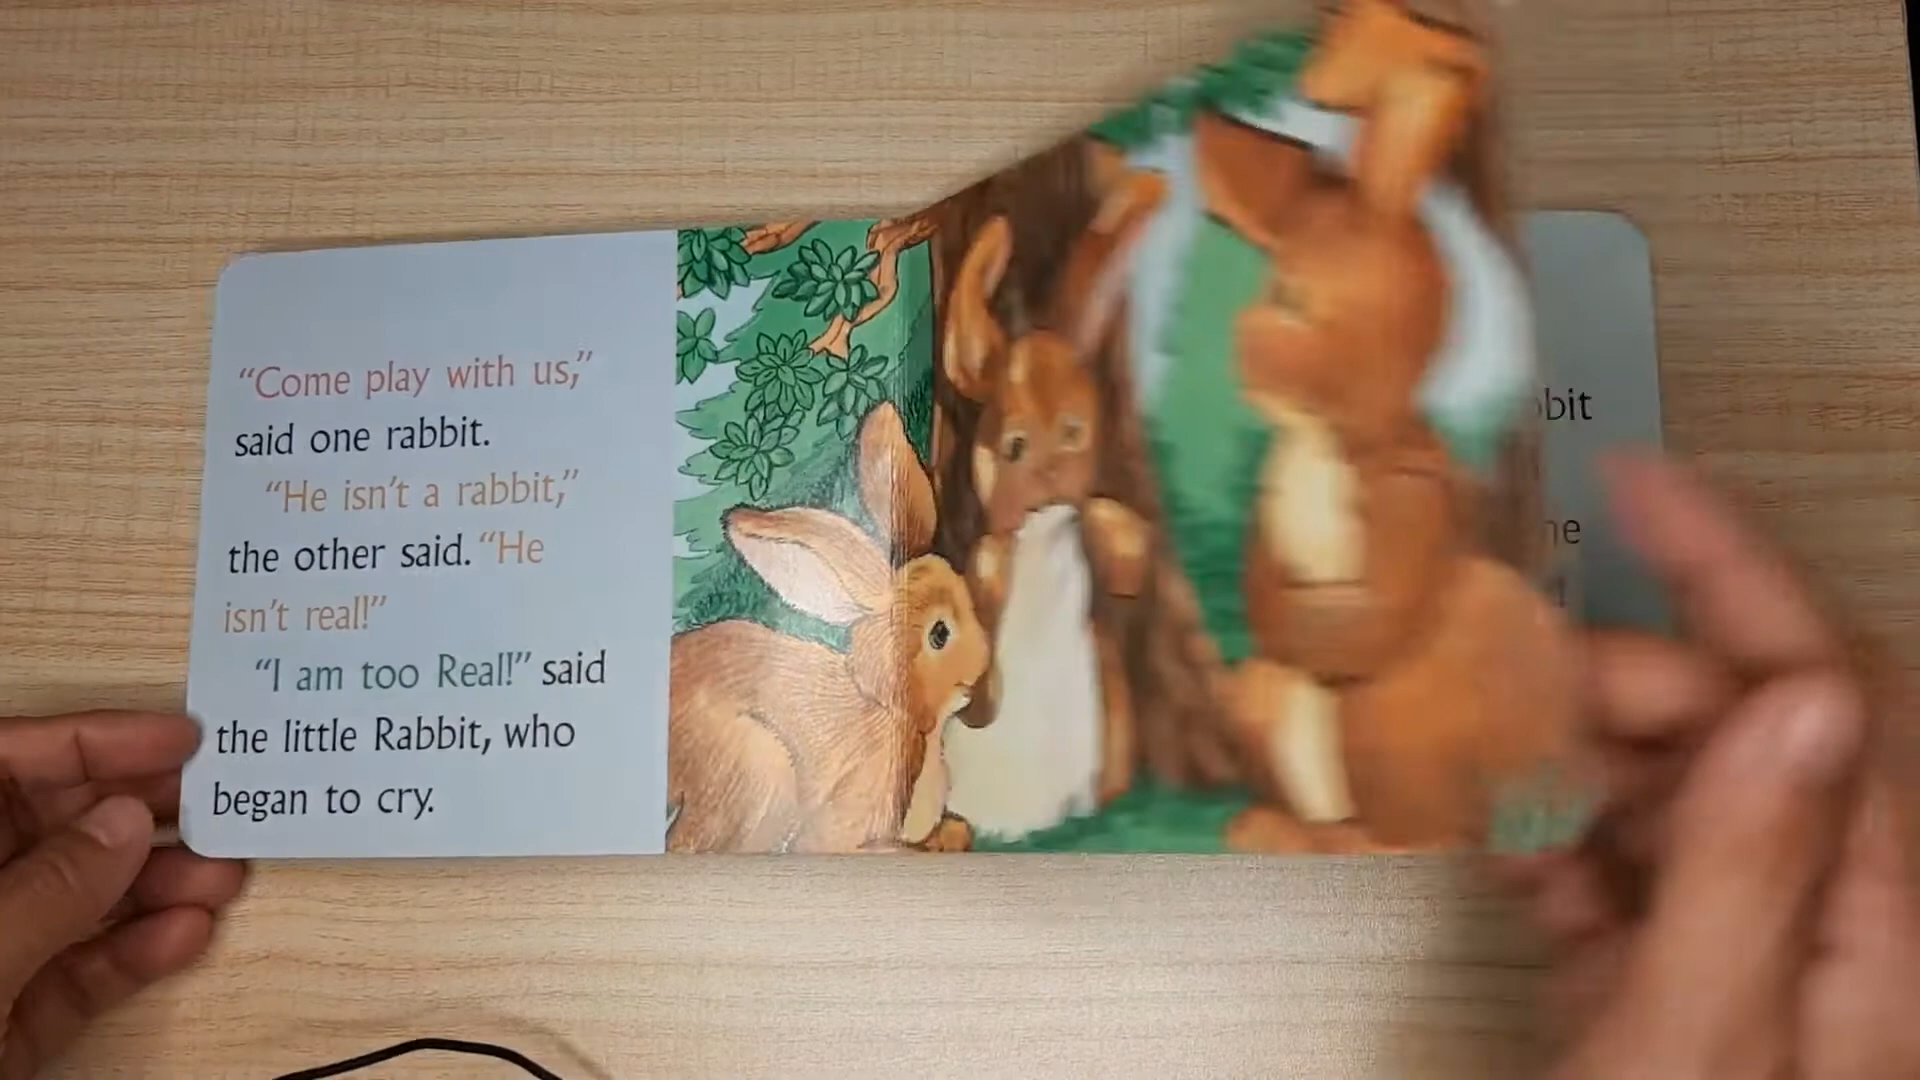 “Come play with us,”
said one rabbit.
“He isn’t a rabbit,”
the other said. “He
isn’t real!”
“I am too Real!” said
the little Rabbit, who
began to cry.